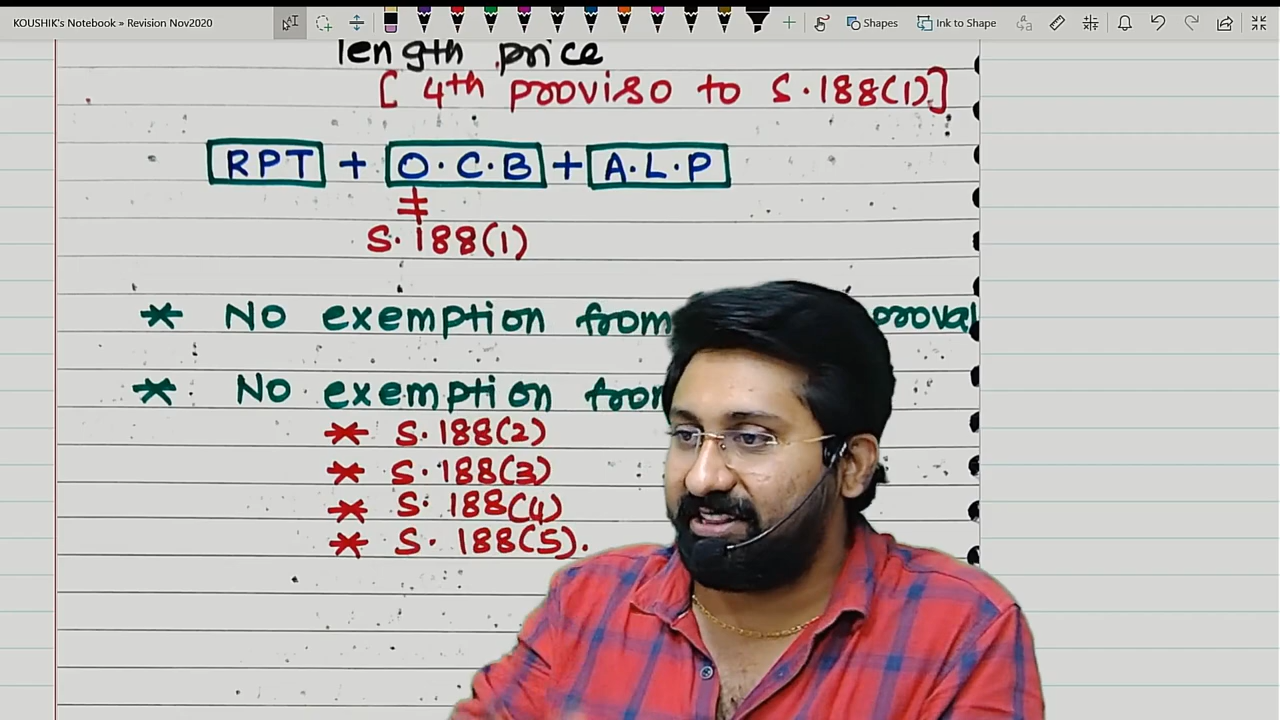 KOUSHIK's Notebook » Revision Nov2020
Shapes
Ink to Shape
length price
[ 4th proviso to S.188(1)]
RPT + O.C.B + A.L.P
≠
S.188(1)
* No exemption from
* No exemption
* S.188(2)
* S.188(3)
* S.188(4)
* S.188(5).